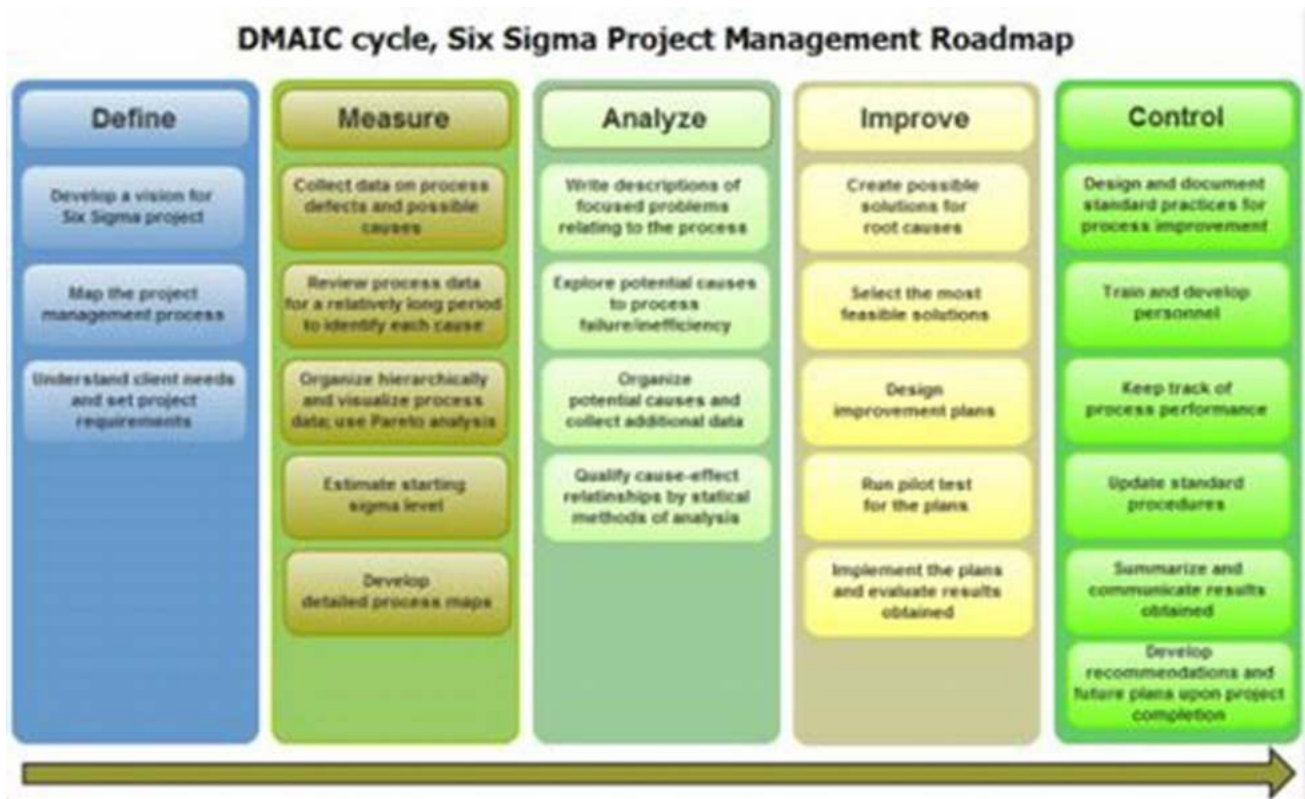 DMAIC cycle, Six Sigma Project Management Roadmap
Define
Develop a vision for
Six Sigma project
Map the project
management process
Understand client needs
and set project
requirements
Measure
Collect data on process
defects and possible
causes
Review process data
for a relatively long period
to identify each cause
Organize hierarchically
and visualize process
data; use Pareto analysis
Estimate starting
sigma level
Develop
detailed process maps
Analyze
Write descriptions of
focused problems
relating to the process
Explore potential causes
to process
failure/inefficiency
Organize
potential causes and
collect additional data
Qualify cause-effect
relatinships by statical
methods of analysis
Improve
Create possible
solutions for
root causes
Select the most
feasible solutions
Design
improvement plans
Run pilot test
for the plans
Implement the plans
and evaluate results
obtained
Control
Design and document
standard practices for
process improvement
Train and develop
personnel
Keep track of
process performance
Update standard
procedures
Summarize and
communicate results
obtained
Develop
recommendations and
future plans upon project
completion